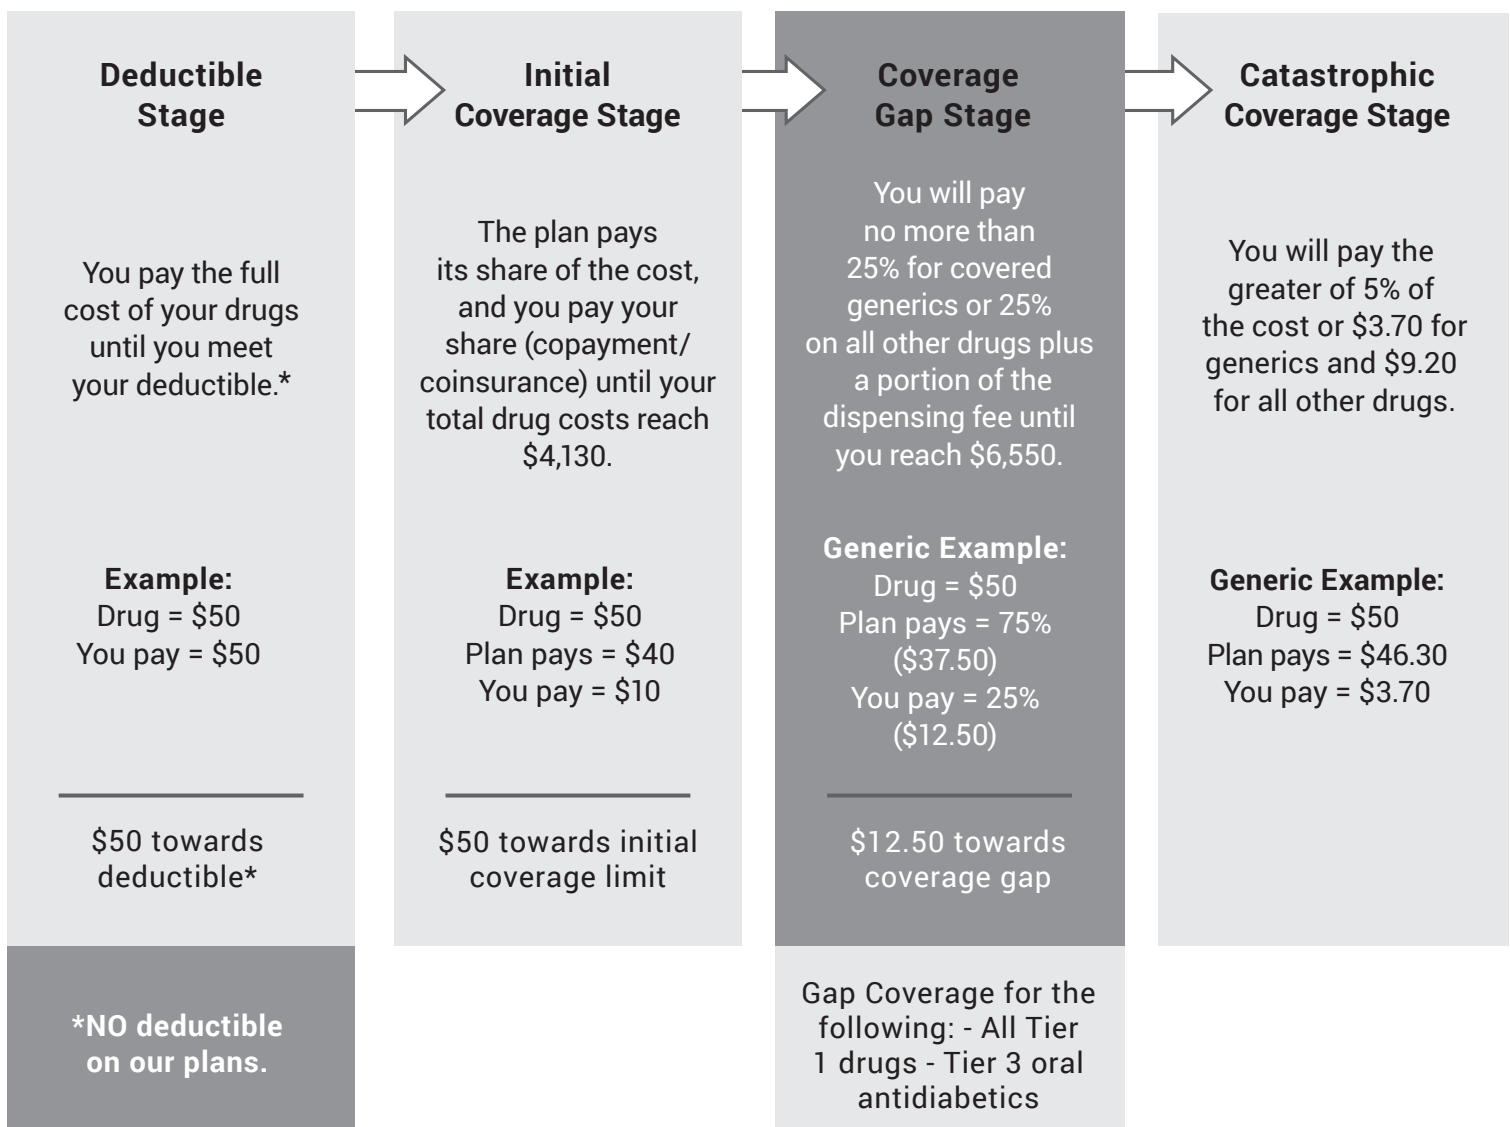 Deductible
Stage
You pay the full
cost of your drugs
until you meet
your deductible.*
Example:
Drug = $50
You pay = $50
$50 towards
deductible*
*NO deductible
on our plans.
Initial
Coverage Stage
The plan pays
its share of the cost,
and you pay your
share (copayment/
coinsurance) until your
total drug costs reach
$4,130.
Example:
Drug = $50
Plan pays = $40
You pay = $10
$50 towards initial
coverage limit
Coverage
Gap Stage
You will pay
no more than
25% for covered
generics or 25%
on all other drugs plus
a portion of the
dispensing fee until
you reach $6,550.
Generic Example:
Drug = $50
Plan pays = 75%
($37.50)
You pay = 25%
($12.50)
$12.50 towards
coverage gap
Gap Coverage for the
following: - All Tier
1 drugs - Tier 3 oral
antidiabetics
Catastrophic
Coverage Stage
You will pay the
greater of 5% of
the cost or $3.70 for
generics and $9.20
for all other drugs.
Generic Example:
Drug = $50
Plan pays = $46.30
You pay = $3.70